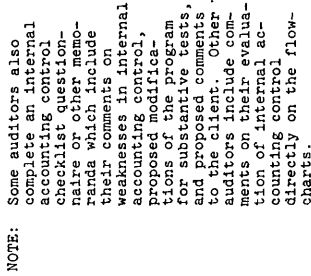 NOTE: Some auditors also
complete an internal
accounting control
checklist question-
naire or other memo-
randa which include
their comments on
weaknesses in internal
accounting control,
proposed modifica-
tions of the program
for substantive tests,
and proposed comments
to the client. Other
auditors include com-
ments on their evalua-
tion of internal ac-
counting control
directly on the flow-
charts.